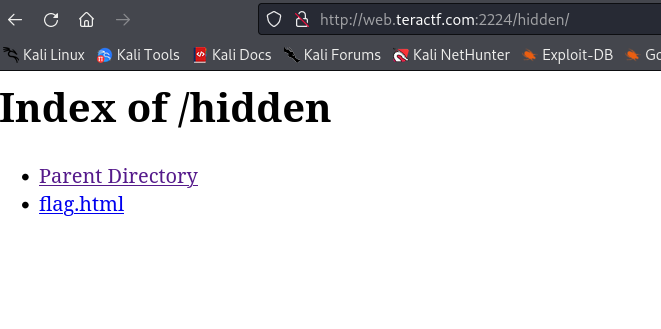 http://web.teractf.com:2224/hidden/
Kali Linux Kali Tools Kali Docs Kali Forums Kali NetHunter Exploit-DB
Index of /hidden
Parent Directory
flag.html